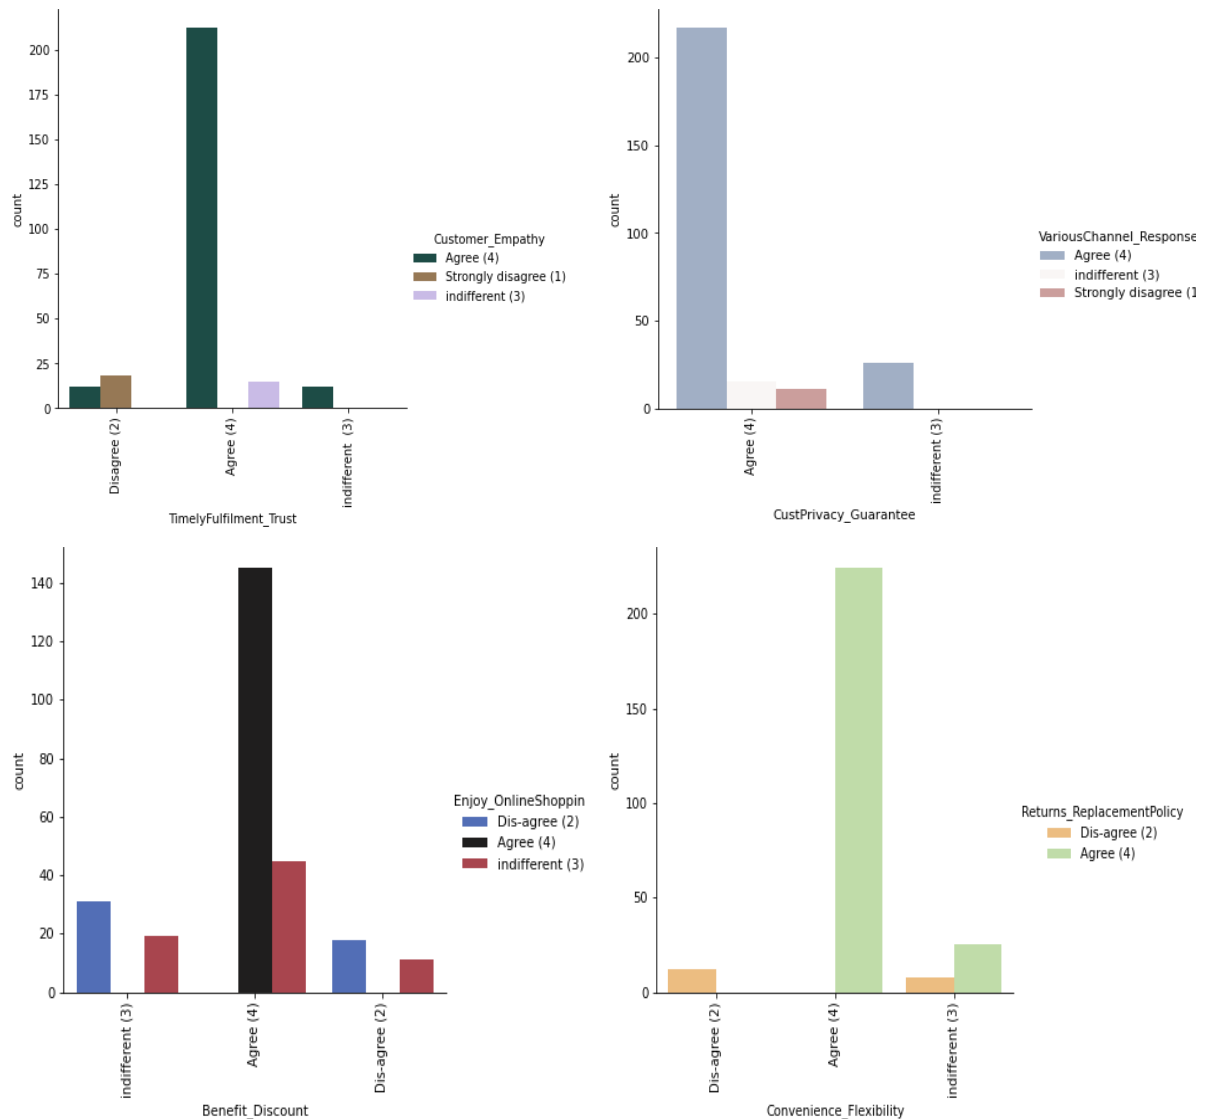 200
175
150
125
100
75
50
25
0
count
Disagree (2)
Agree (4)
indifferent  (3)
TimelyFulfilment_Trust
Customer_Empathy
Agree (4)
Strongly disagree (1)
indifferent (3)
200
150
100
50
0
count
Agree (4)
indifferent (3)
CustPrivacy_Guarantee
VariousChannel_Response
Agree (4)
indifferent (3)
Strongly disagree (1
140
120
100
80
60
40
20
0
count
indifferent (3)
Agree (4)
Dis-agree (2)
Benefit_Discount
Enjoy_OnlineShoppin
Dis-agree (2)
Agree (4)
indifferent (3)
200
150
100
50
0
count
Dis-agree (2)
Agree (4)
indifferent (3)
Convenience_Flexibility
Returns_ReplacementPolicy
Dis-agree (2)
Agree (4)